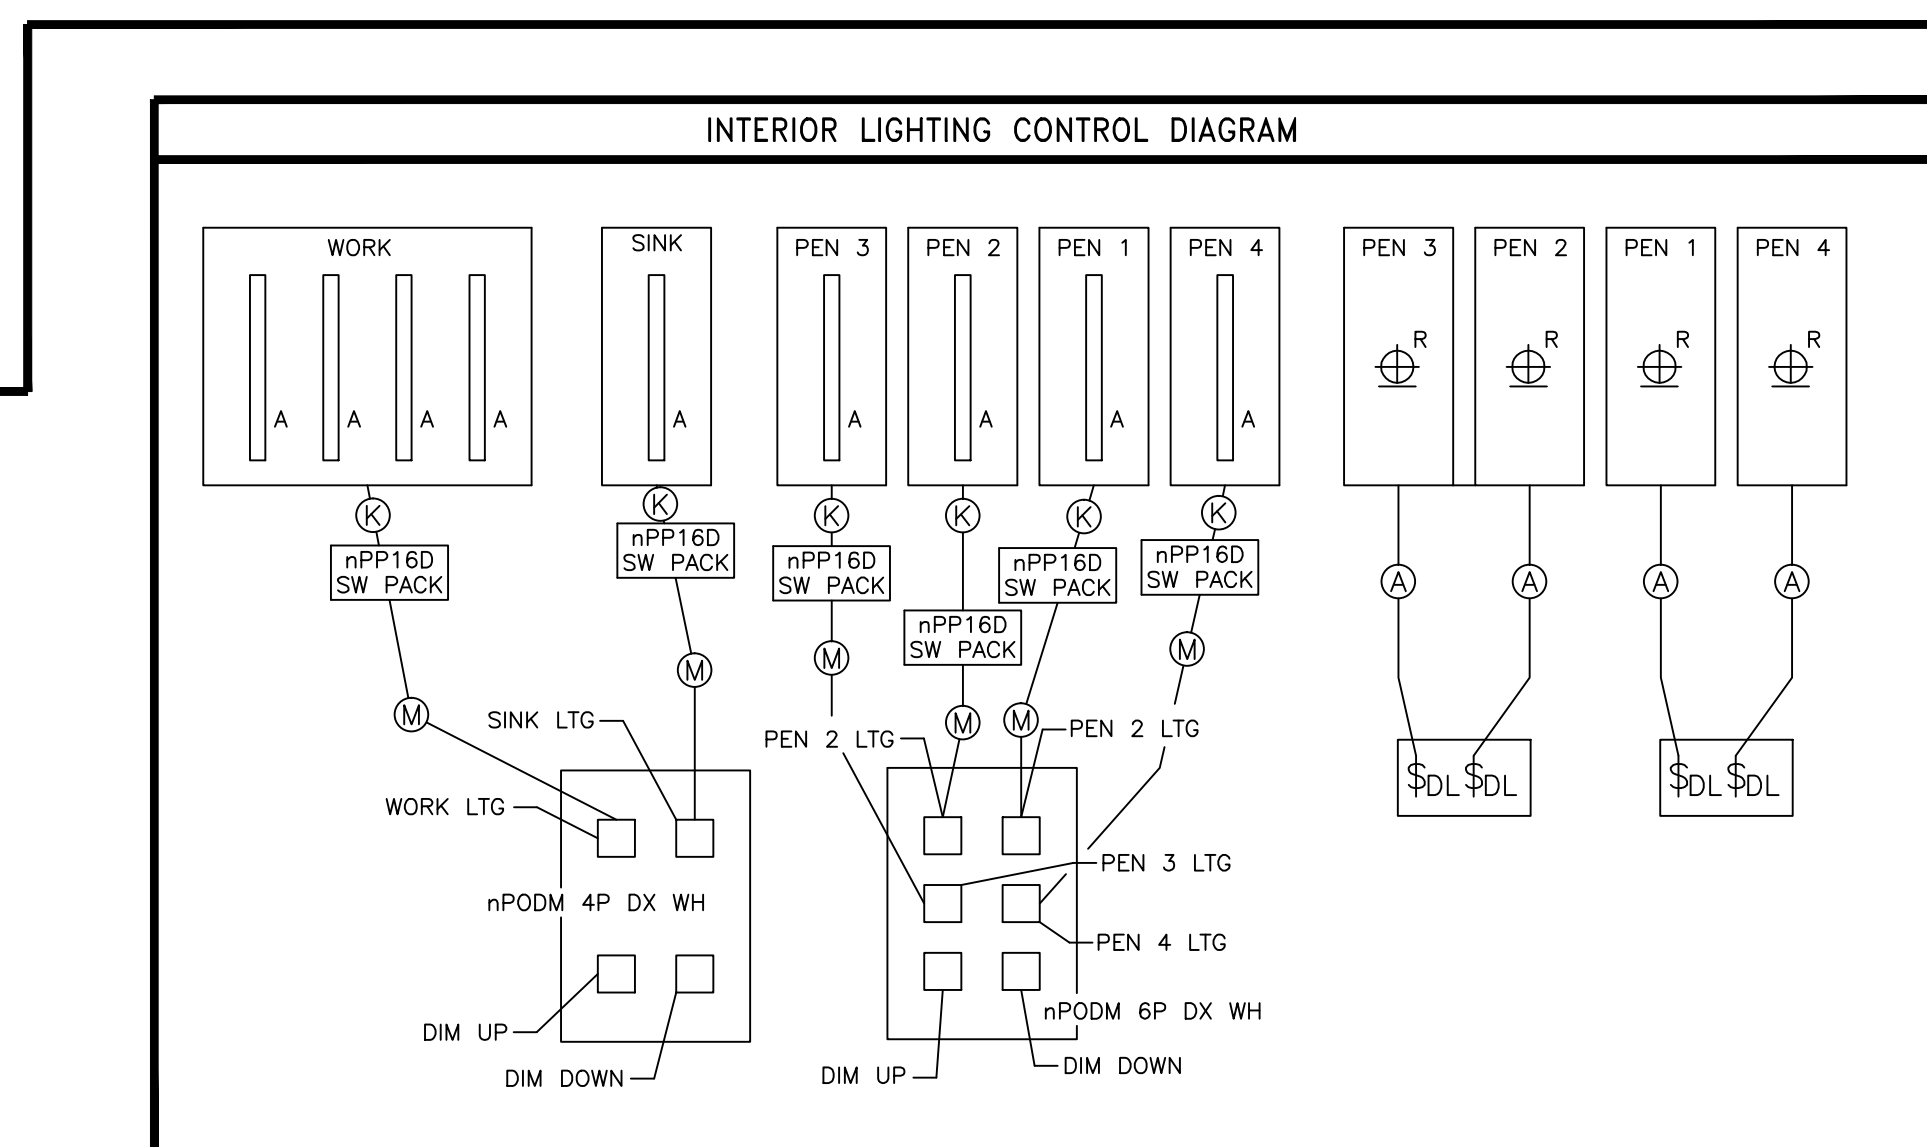 INTERIOR LIGHTING CONTROL DIAGRAM
WORK
SINK
PEN 3
PEN 2
PEN 1
PEN 4
PEN 3
PEN 2
PEN 1
PEN 4
R
R
R
R
A
A
A
A
A
A
A
A
A
K
K
K
K
K
K
nPP16D
SW PACK
nPP16D
SW PACK
nPP16D
SW PACK
nPP16D
SW PACK
nPP16D
SW PACK
nPP16D
SW PACK
A
A
A
A
M
M
M
M
M
M
SINK LTG
PEN 2 LTG
PEN 2 LTG
WORK LTG
$DL $DL
$DL $DL
PEN 3 LTG
nPODM 4P DX WH
PEN 4 LTG
nPODM 6P DX WH
DIM UP
DIM DOWN
DIM UP
DIM DOWN